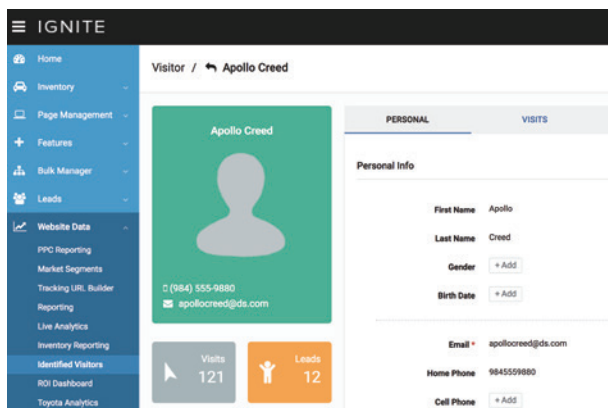 IGNITE
Home
Inventory
Page Management
Features
Bulk Manager
Leads
Website Data
PPC Reporting
Market Segments
Tracking URL Builder
Reporting
Live Analytics
Inventory Reporting
Identified Visitors
ROI Dashboard
Toyota Analytics
Visitor / Apollo Creed
Apollo Creed
(984) 555-9880
apollocreed@ds.com
Visits
121
Leads
12
PERSONAL VISITS
Personal Info
First Name Apollo
Last Name Creed
Gender + Add
Birth Date + Add
Email * apollocreed@ds.com
Home Phone 9845559880
Cell Phone + Add